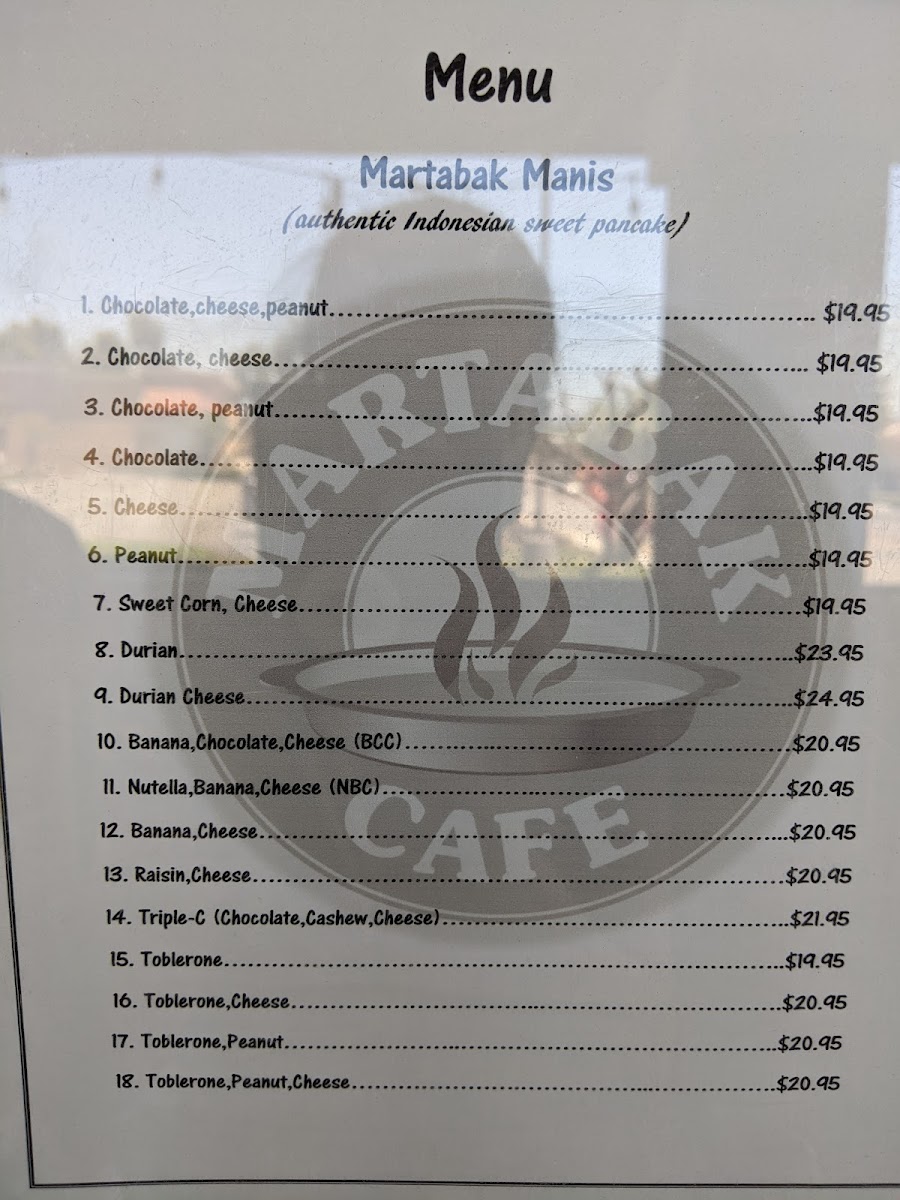 Menu
Martabak Manis
(authentic Indonesian sweet pancake)
1. Chocolate,cheese,peanut.......... $19.95
2. Chocolate, cheese.......... $19.95
3. Chocolate, peanut..........$19.95
4. Chocolate..........$19.95
5. Cheese..........$19.95
6. Peanut..........$19.95
7. Sweet Corn, Cheese..........$19.95
8. Durian..........$23.95
9. Durian Cheese..........$24.95
10. Banana,Chocolate,Cheese (BCC)..........$20.95
11. Nutella,Banana,Cheese (NBC)..........$20.95
12. Banana,Cheese..........$20.95
13. Raisin,Cheese..........$20.95
14. Triple-C (Chocolate,Cashew,Cheese)..........$21.95
15. Toblerone..........$19.95
16. Toblerone,Cheese..........$20.95
17. Toblerone,Peanut..........$20.95
18. Toblerone,Peanut,Cheese..........$20.95
MARTABAK
CAFE